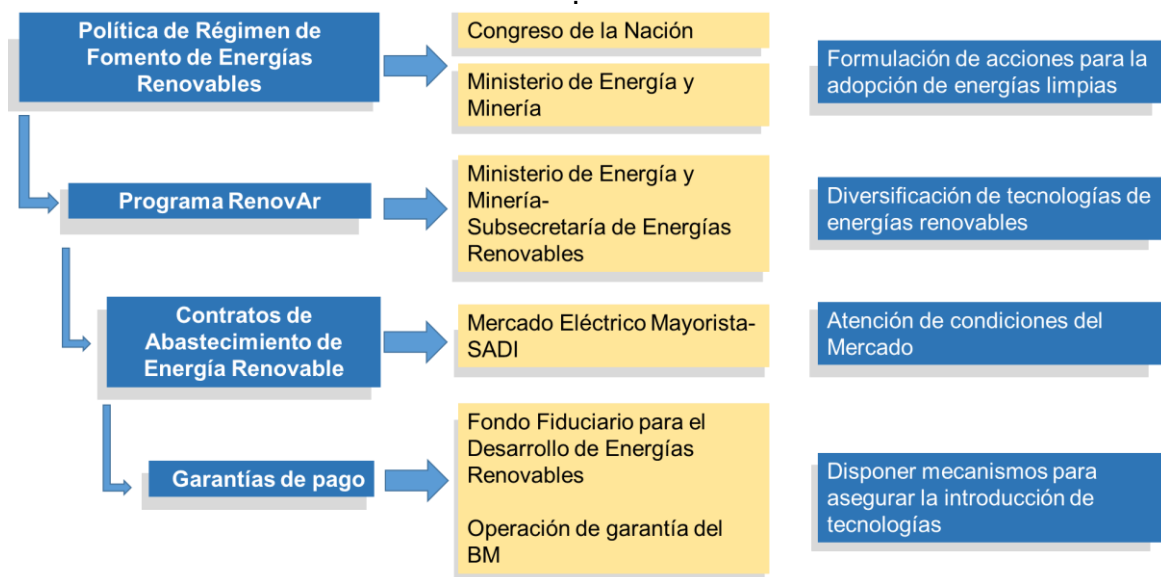 Política de Régimen de
Fomento de Energías
Renovables
Congreso de la Nación
Ministerio de Energía y
Minería
Formulación de acciones para la
adopción de energías limpias
Programa RenovAr
Ministerio de Energía y
Minería-
Subsecretaría de Energías
Renovables
Diversificación de tecnologías de
energías renovables
Contratos de
Abastecimiento de
Energía Renovable
Mercado Eléctrico Mayorista-
SADI
Atención de condiciones del
Mercado
Garantías de pago
Fondo Fiduciario para el
Desarrollo de Energías
Renovables
Operación de garantía del
BM
Disponer mecanismos para
asegurar la introducción de
tecnologías